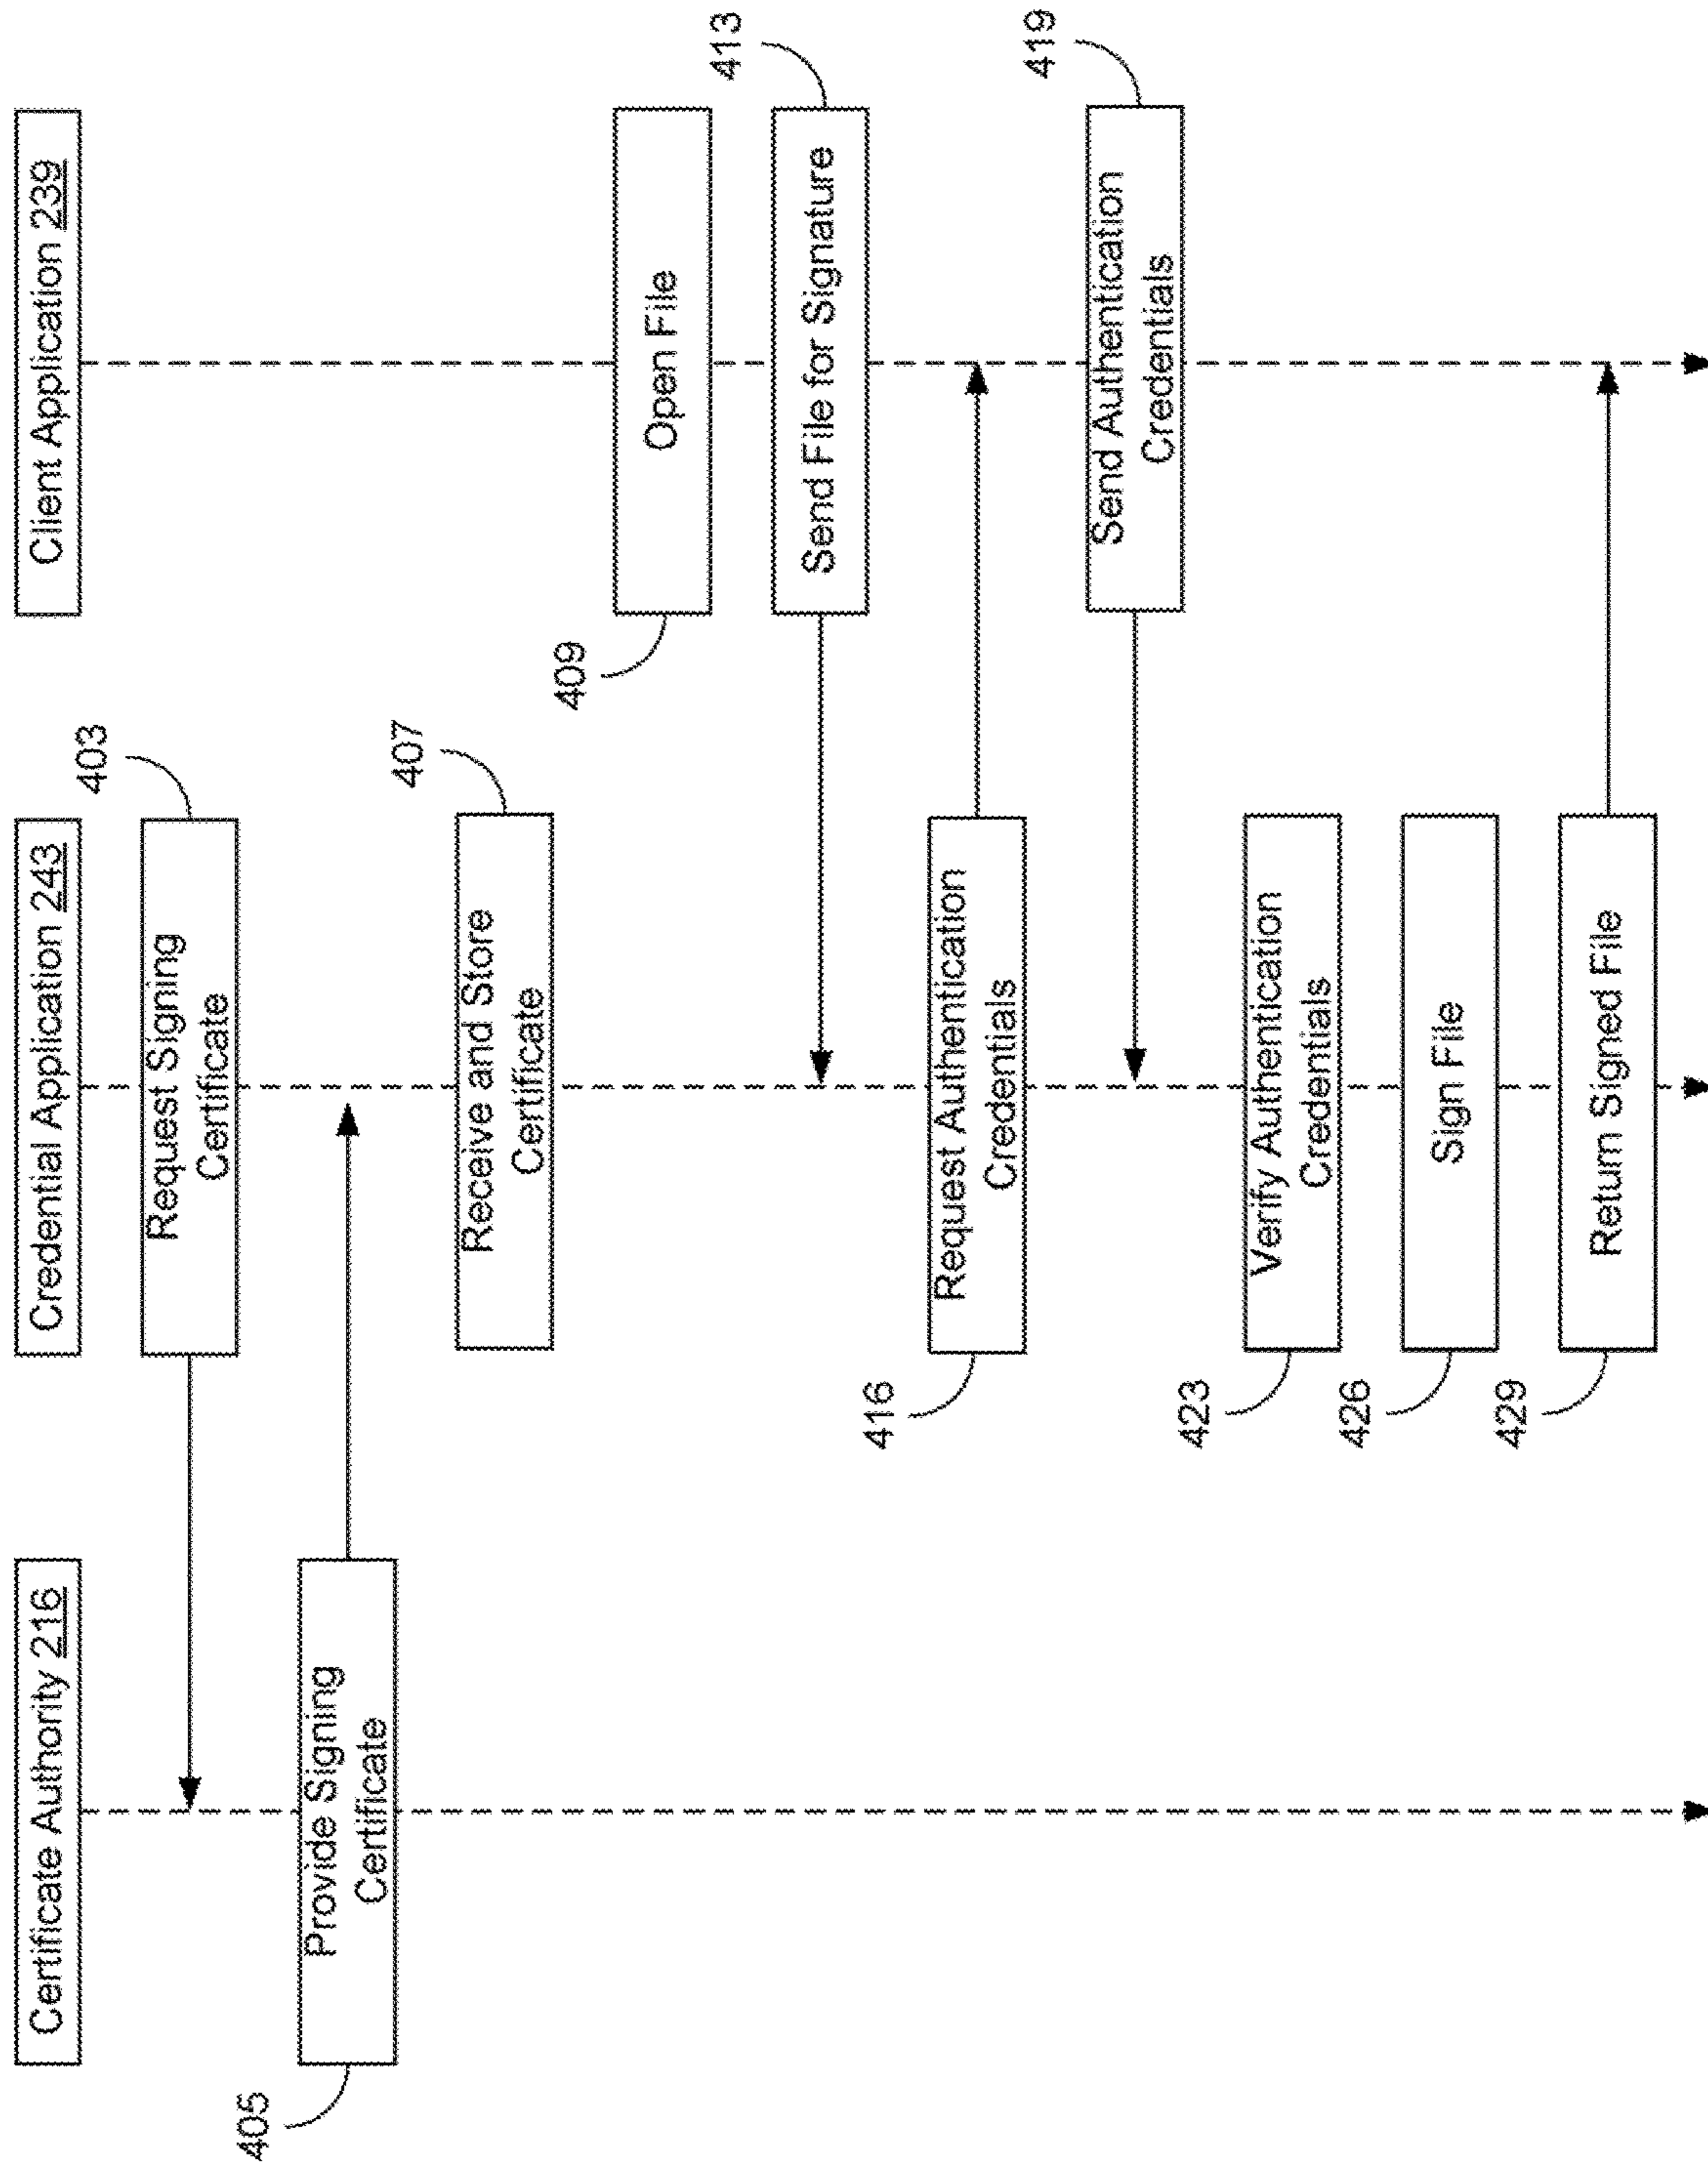 Certificate Authority 216
Credential Application 243
Client Application 239
403
Request Signing
Certificate
405
Provide Signing
Certificate
407
Receive and Store
Certificate
409
Open File
413
Send File for Signature
416
Request Authentication
Credentials
419
Send Authentication
Credentials
423
Verify Authentication
Credentials
426
Sign File
429
Return Signed File